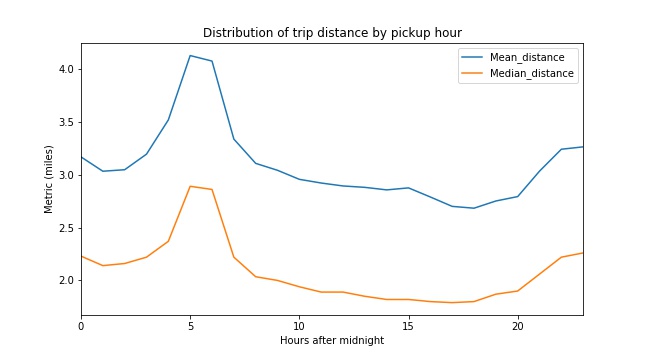 Distribution of trip distance by pickup hour
Mean_distance
Median_distance
4.0
3.5
3.0
2.5
2.0
Metric (miles)
0 5 10 15 20
Hours after midnight